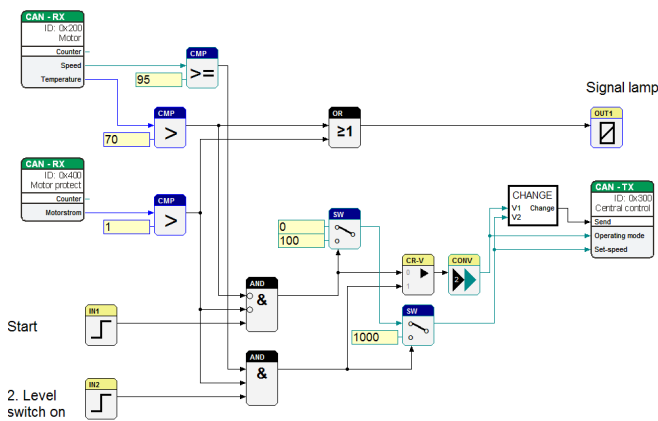 CAN - RX
ID: 0x200
Motor
Counter
Speed
Temperature
CMP
>=
95
CMP
>
70
OR
≥1
Signal lamp
OUT1
CAN - RX
ID: 0x400
Motor protect
Counter
Motorstrom
CMP
>
1
SW
0
100
CHANGE
V1 Change
V2
CAN - TX
ID: 0x300
Central control
Send
Operating mode
Set-speed
CR-V
0
1
CONV
2
AND
&
SW
1000
Start
IN1
AND
&
2. Level
switch on
IN2